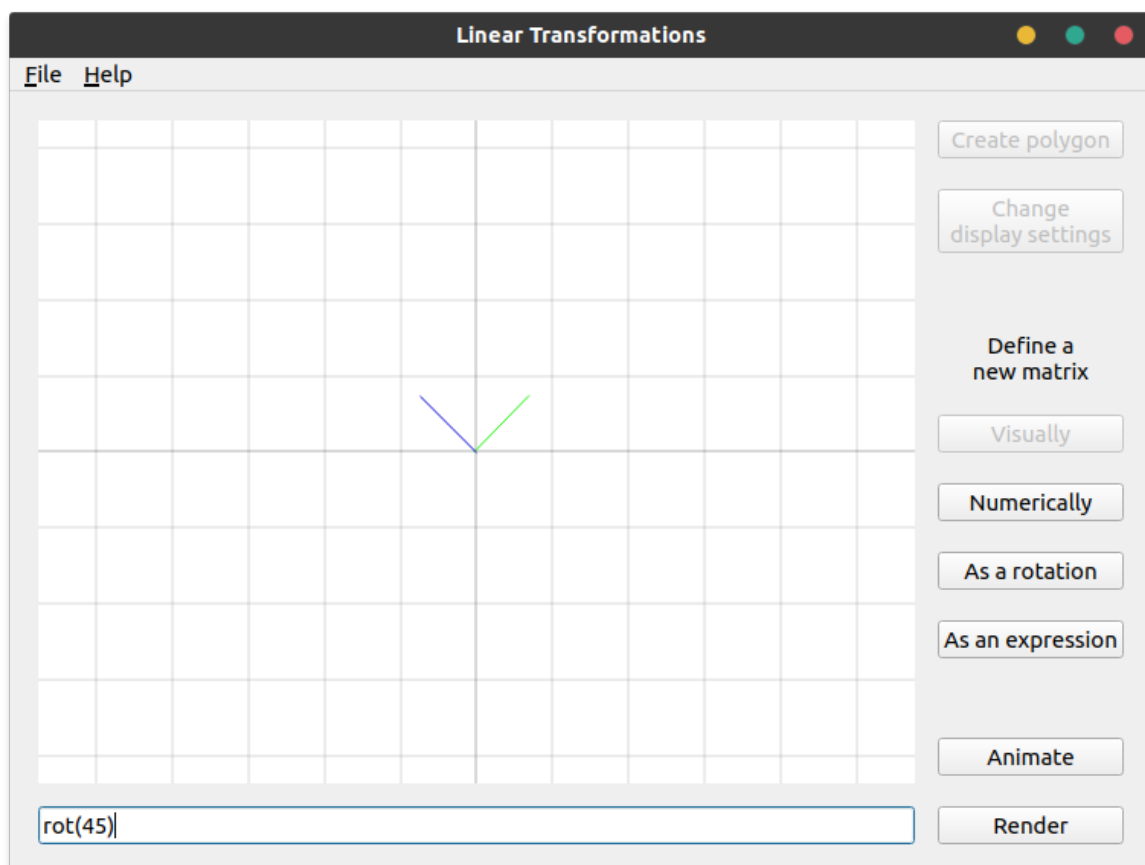 Linear Transformations
File Help
Create polygon
Change
display settings
Define a
new matrix
Visually
Numerically
As a rotation
As an expression
Animate
rot(45)
Render